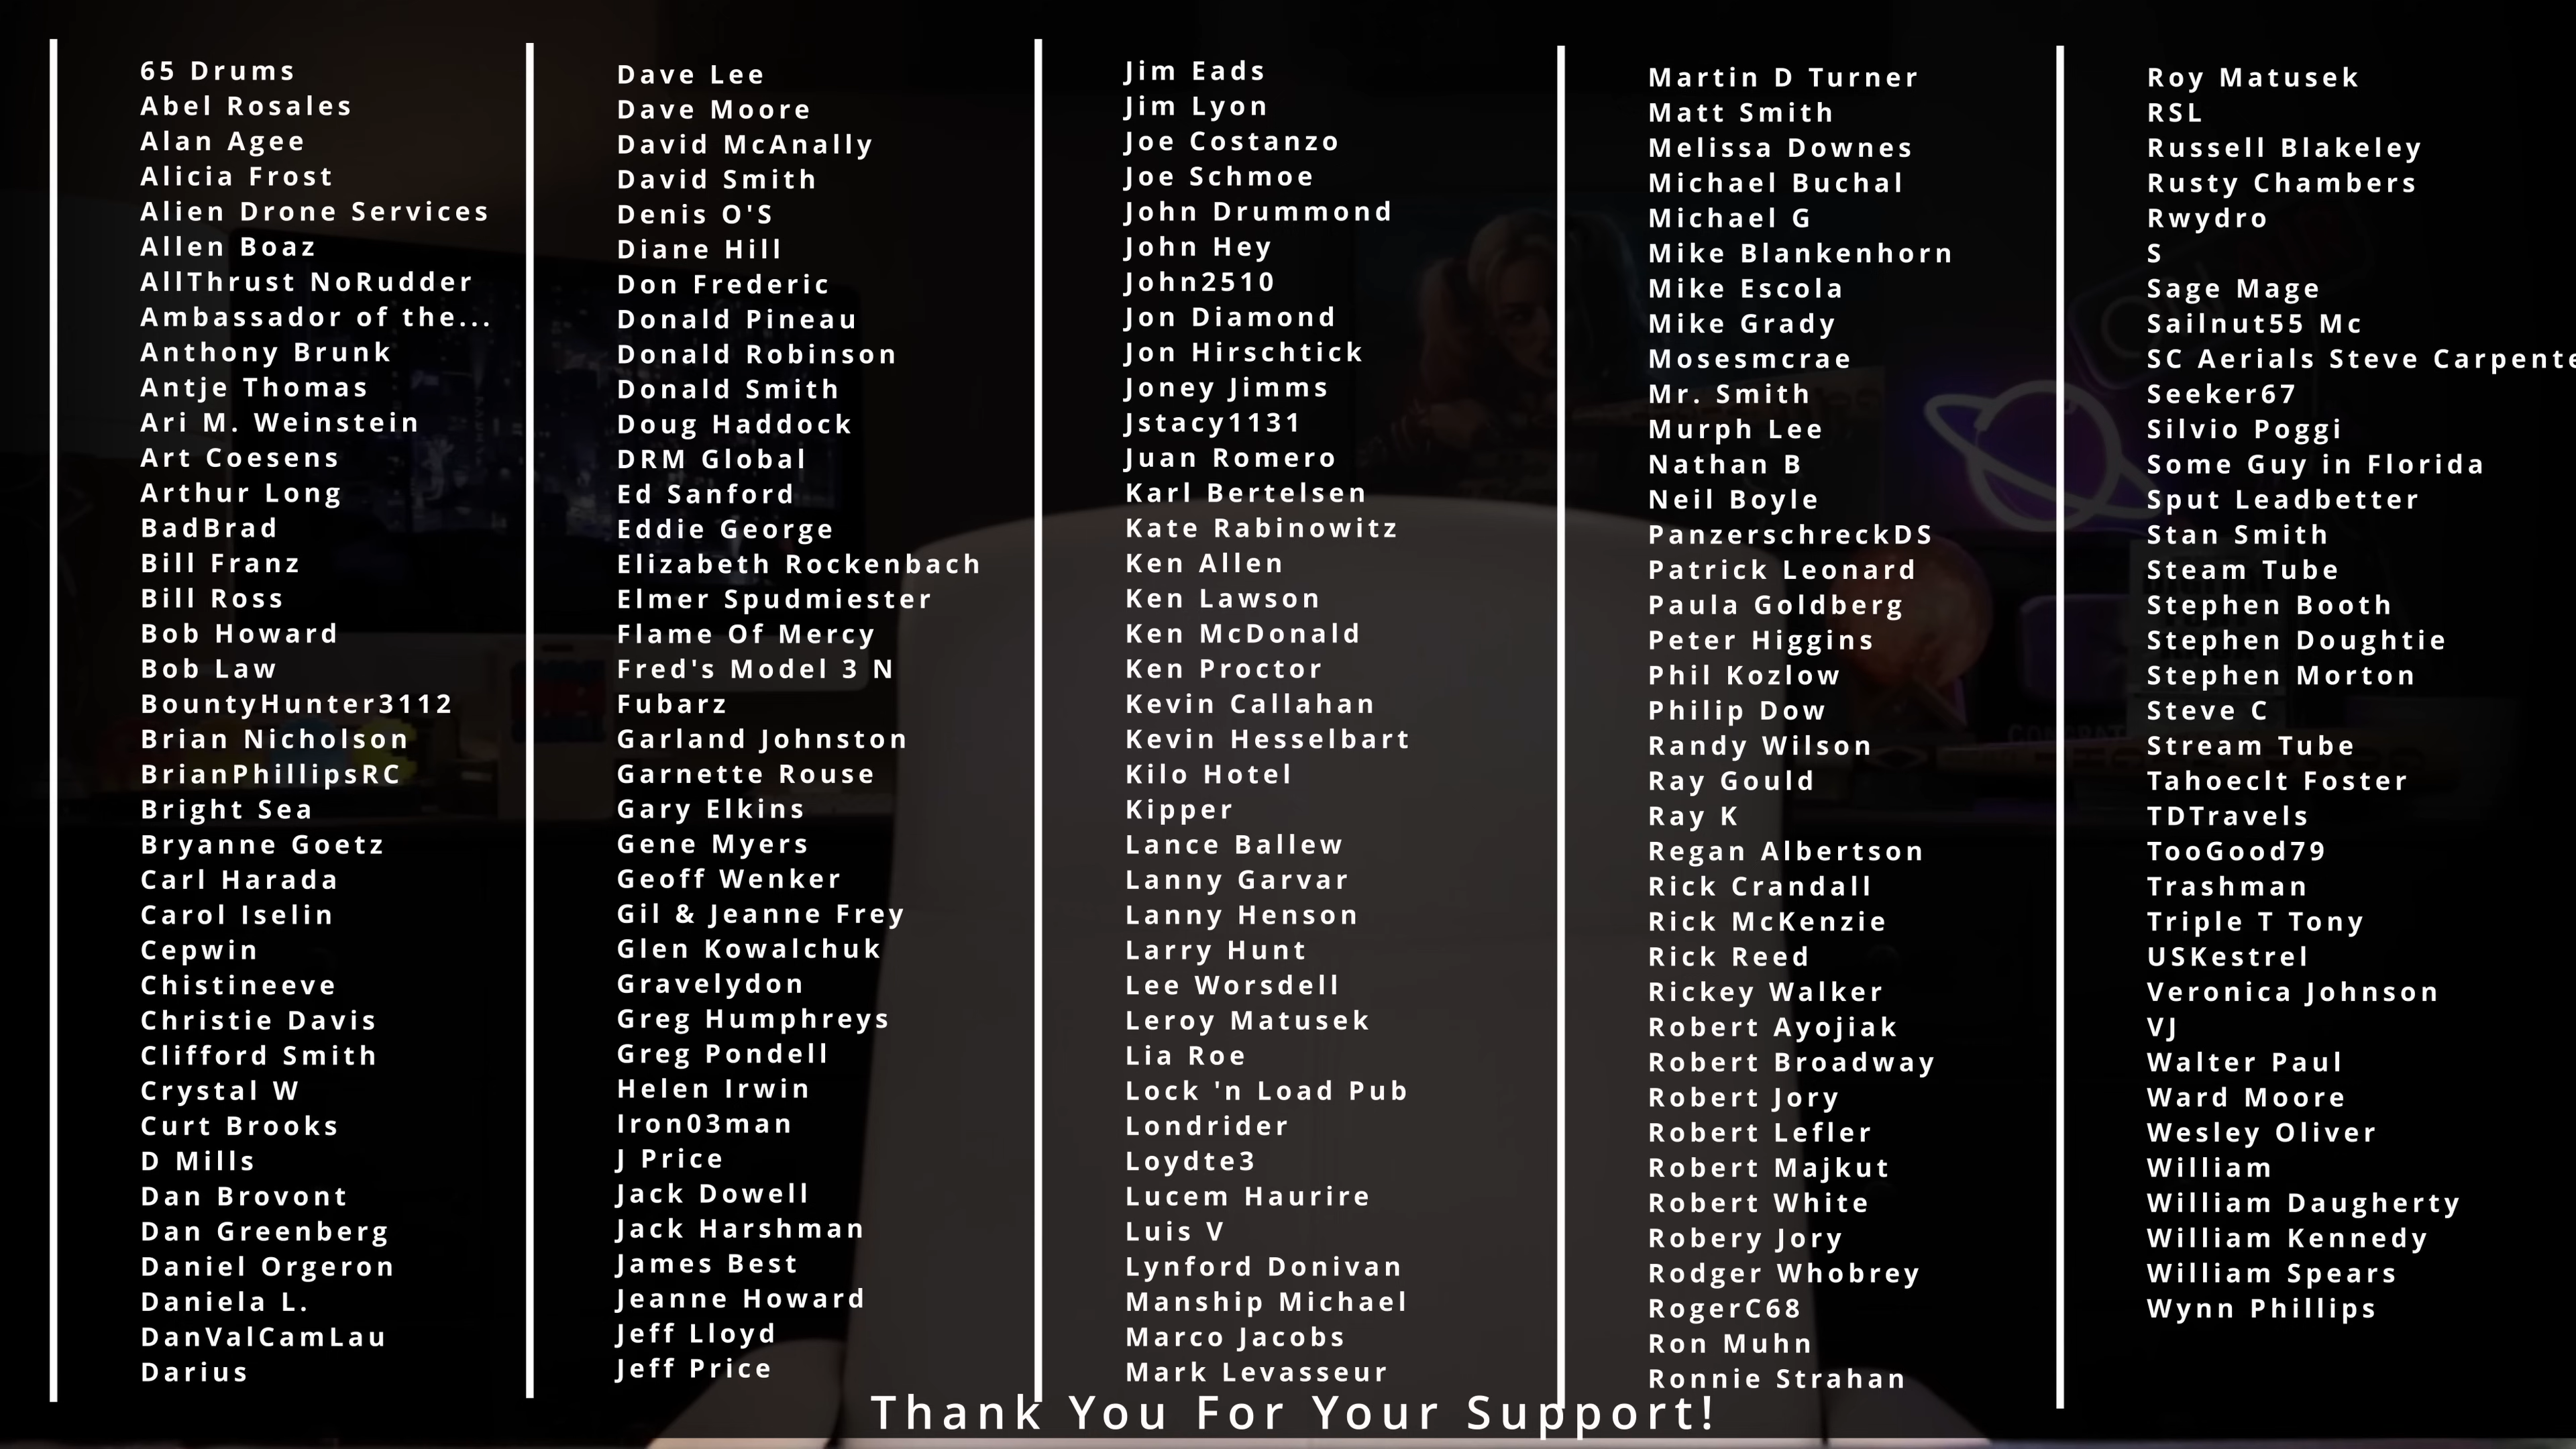 65 Drums
Abel Rosales
Alan Agee
Alicia Frost
Alien Drone Services
Allen Boaz
AllThrust NoRudder
Ambassador of the...
Anthony Brunk
Antje Thomas
Ari M. Weinstein
Art Coesens
Arthur Long
BadBrad
Bill Franz
Bill Ross
Bob Howard
Bob Law
BountyHunter3112
Brian Nicholson
BrianPhillipsRC
Bright Sea
Bryanne Goetz
Carl Harada
Carol Iselin
Cepwin
Chistineeve
Christie Davis
Clifford Smith
Crystal W
Curt Brooks
D Mills
Dan Brovont
Dan Greenberg
Daniel Orgeron
Daniela L.
DanValCamLau
Darius
Dave Lee
Dave Moore
David McAnally
David Smith
Denis O'S
Diane Hill
Don Frederic
Donald Pineau
Donald Robinson
Donald Smith
Doug Haddock
DRM Global
Ed Sanford
Eddie George
Elizabeth Rockenbach
Elmer Spudmiester
Flame Of Mercy
Fred's Model 3 N
Fubarz
Garland Johnston
Garnette Rouse
Gary Elkins
Gene Myers
Geoff Wenker
Gil & Jeanne Frey
Glen Kowalchuk
Gravelydon
Greg Humphreys
Greg Pondell
Helen Irwin
Iron03man
J Price
Jack Dowell
Jack Harshman
James Best
Jeanne Howard
Jeff Lloyd
Jeff Price
Jim Eads
Jim Lyon
Joe Costanzo
Joe Schmoe
John Drummond
John Hey
John2510
Jon Diamond
Jon Hirschtick
Joney Jimms
Jstacy1131
Juan Romero
Karl Bertelsen
Kate Rabinowitz
Ken Allen
Ken Lawson
Ken McDonald
Ken Proctor
Kevin Callahan
Kevin Hesselbart
Kilo Hotel
Kipper
Lance Ballew
Lanny Garvar
Lanny Henson
Larry Hunt
Lee Worsdell
Leroy Matusek
Lia Roe
Lock 'n Load Pub
Londrider
Loydte3
Lucem Haurire
Luis V
Lynford Donivan
Manship Michael
Marco Jacobs
Mark Levasseur
Martin D Turner
Matt Smith
Melissa Downes
Michael Buchal
Michael G
Mike Blankenhorn
Mike Escola
Mike Grady
Mosesmcrae
Mr. Smith
Murph Lee
Nathan B
Neil Boyle
PanzerschreckDS
Patrick Leonard
Paula Goldberg
Peter Higgins
Phil Kozlow
Philip Dow
Randy Wilson
Ray Gould
Ray K
Regan Albertson
Rick Crandall
Rick McKenzie
Rick Reed
Rickey Walker
Robert Ayojiak
Robert Broadway
Robert Jory
Robert Lefler
Robert Majkut
Robert White
Robery Jory
Rodger Whobrey
RogerC68
Ron Muhn
Ronnie Strahan
Roy Matusek
RSL
Russell Blakeley
Rusty Chambers
Rwydro
S
Sage Mage
Sailnut55 Mc
SC Aerials Steve Carpente
Seeker67
Silvio Poggi
Some Guy in Florida
Sput Leadbetter
Stan Smith
Steam Tube
Stephen Booth
Stephen Doughtie
Stephen Morton
Steve C
Stream Tube
Tahoeclt Foster
TDTravels
TooGood79
Trashman
Triple T Tony
USKestrel
Veronica Johnson
VJ
Walter Paul
Ward Moore
Wesley Oliver
William
William Daugherty
William Kennedy
William Spears
Wynn Phillips
Thank You For Your Support!